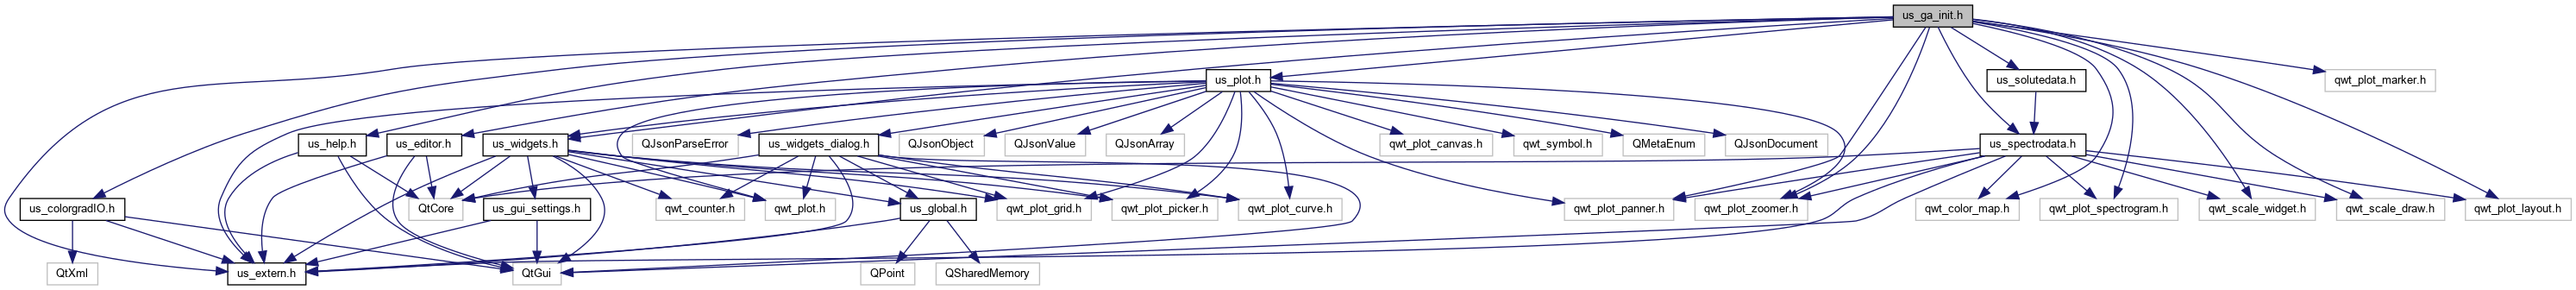 us_ga_init.h
us_plot.h
us_solutedata.h
qwt_plot_marker.h
us_help.h
us_editor.h
us_widgets.h
QJsonParseError
us_widgets_dialog.h
QJsonObject
QJsonValue
QJsonArray
qwt_plot_canvas.h
qwt_symbol.h
QMetaEnum
QJsonDocument
us_spectrodata.h
us_colorgradIO.h
QtCore
us_gui_settings.h
qwt_counter.h
qwt_plot.h
us_global.h
qwt_plot_grid.h
qwt_plot_picker.h
qwt_plot_curve.h
qwt_plot_panner.h
qwt_plot_zoomer.h
qwt_color_map.h
qwt_plot_spectrogram.h
qwt_scale_widget.h
qwt_scale_draw.h
qwt_plot_layout.h
QtXml
us_extern.h
QtGui
QPoint
QSharedMemory